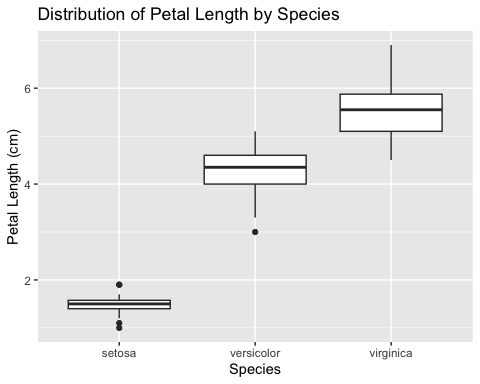 Distribution of Petal Length by Species
Petal Length (cm)
6
4
2
setosa versicolor virginica
Species